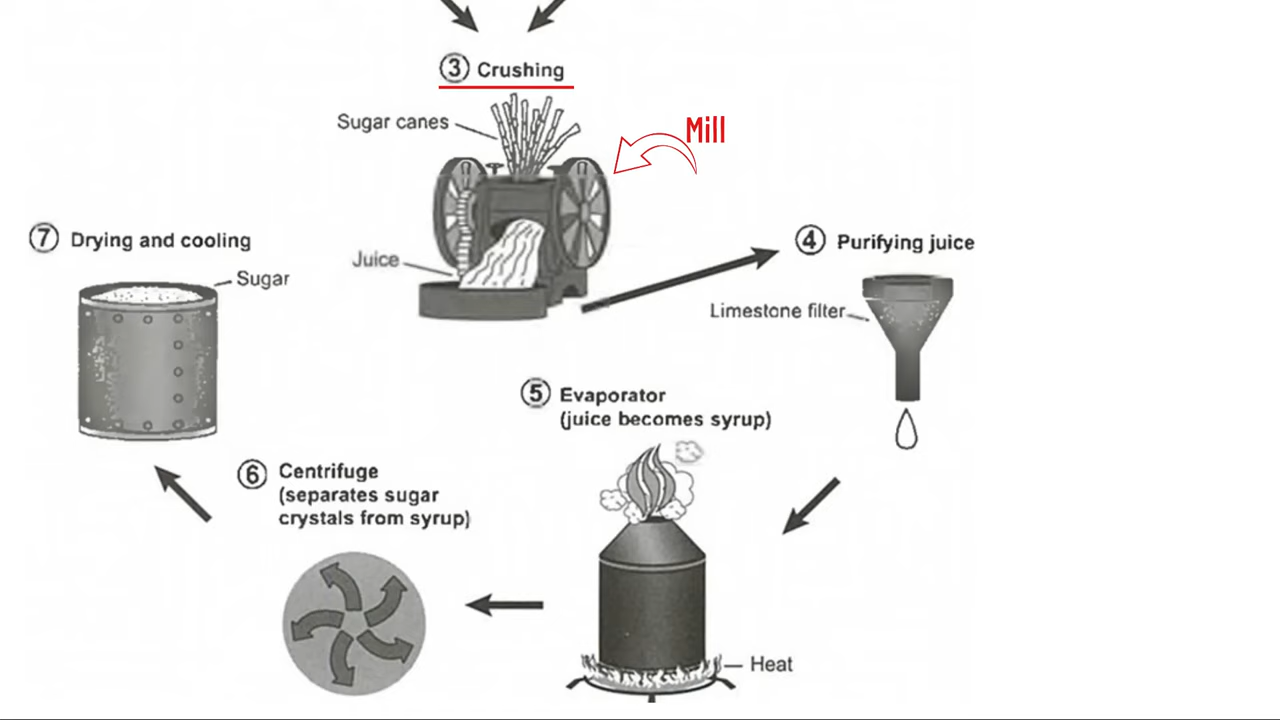 ③ Crushing
Sugar canes
Mill
⑦ Drying and cooling
Sugar
Juice
④ Purifying juice
Limestone filter
⑤ Evaporator
(juice becomes syrup)
⑥ Centrifuge
(separates sugar
crystals from syrup)
Heat